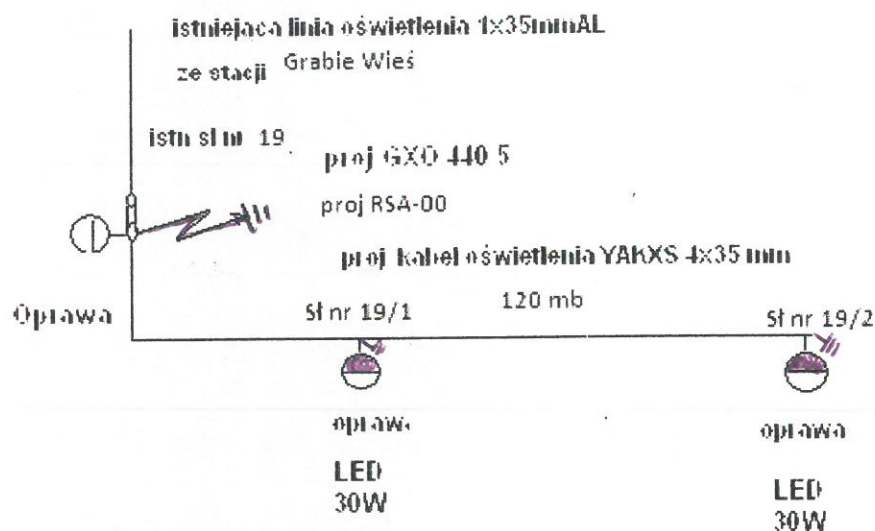 istniejaca linia oświetlenia 1x35mmAL
ze stacji Grabie Wieś
istn sł nr 19
proj GXO 440 5
proj RSA-00
proj kabel oświetlenia YAKXS 4x35 mm
120 mb
Oprawa
Sł nr 19/1
Sł nr 19/2
opraw.
oprawa
LED
30W
LED
30W